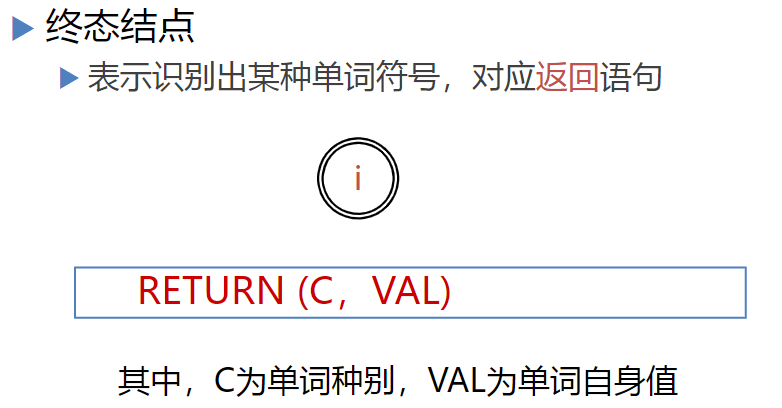 终态结点
表示识别出某种单词符号，对应返回语句
i
RETURN (C，VAL)
其中，C为单词种别，VAL为单词自身值